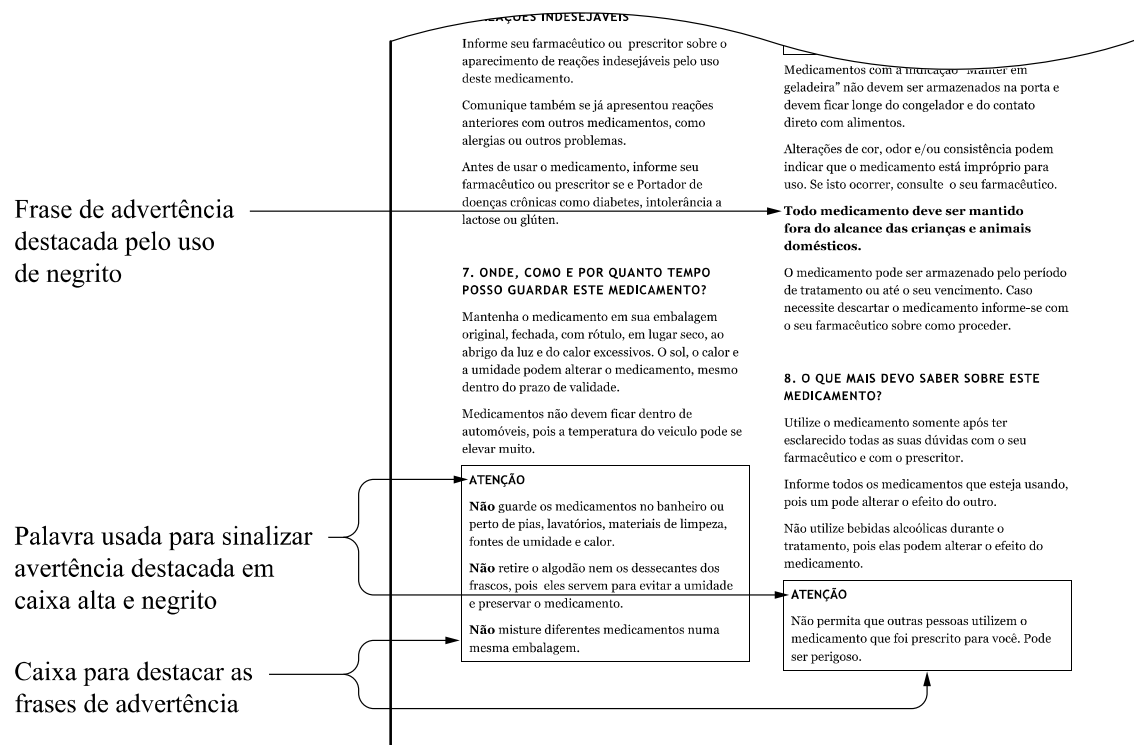 Frase de advertência
destacada pelo uso
de negrito
Palavra usada para sinalizar
avertência destacada em
caixa alta e negrito
Caixa para destacar as
frases de advertência
INDESEJÁVEIS
Informe seu farmacêutico ou prescritor sobre o
aparecimento de reações indesejáveis pelo uso
deste medicamento.
Comunique também se já apresentou reações
anteriores com outros medicamentos, como
alergias ou outros problemas.
Antes de usar o medicamento, informe seu
farmacêutico ou prescritor se e Portador de
doenças crônicas como diabetes, intolerância a
lactose ou glúten.
7. ONDE, COMO E POR QUANTO TEMPO
POSSO GUARDAR ESTE MEDICAMENTO?
Mantenha o medicamento em sua embalagem
original, fechada, com rótulo, em lugar seco, ao
abrigo da luz e do calor excessivos. O sol, o calor e
a umidade podem alterar o medicamento, mesmo
dentro do prazo de validade.
Medicamentos não devem ficar dentro de
automóveis, pois a temperatura do veiculo pode se
elevar muito.
ATENÇÃO
Não guarde os medicamentos no banheiro ou
perto de pias, lavatórios, materiais de limpeza,
fontes de umidade e calor.
Não retire o algodão nem os dessecantes dos
frascos, pois eles servem para evitar a umidade
e preservar o medicamento.
Não misture diferentes medicamentos numa
mesma embalagem.
Medicamentos com a indicação "Manter em
geladeira” não devem ser armazenados na porta e
devem ficar longe do congelador e do contato
direto com alimentos.
Alterações de cor, odor e/ou consistência podem
indicar que o medicamento está impróprio para
uso. Se isto ocorrer, consulte o seu farmacêutico.
Todo medicamento deve ser mantido
fora do alcance das crianças e animais
domésticos.
O medicamento pode ser armazenado pelo período
de tratamento ou até o seu vencimento. Caso
necessite descartar o medicamento informe-se com
o seu farmacêutico sobre como proceder.
8. O QUE MAIS DEVO SABER SOBRE ESTE
MEDICAMENTO?
Utilize o medicamento somente após ter
esclarecido todas as suas dúvidas com o seu
farmacêutico e com o prescritor.
Informe todos os medicamentos que esteja usando,
pois um pode alterar o efeito do outro.
Não utilize bebidas alcoólicas durante o
tratamento, pois elas podem alterar o efeito do
medicamento.
ATENÇÃO
Não permita que outras pessoas utilizem o
medicamento que foi prescrito para você. Pode
ser perigoso.